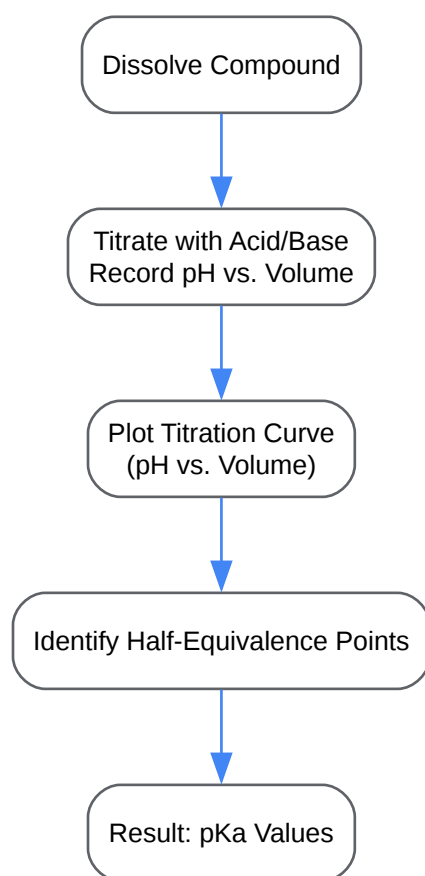 Dissolve Compound
Titrate with Acid/Base
Record pH vs. Volume
Plot Titration Curve
(pH vs. Volume)
Identify Half-Equivalence Points
Result: pKa Values